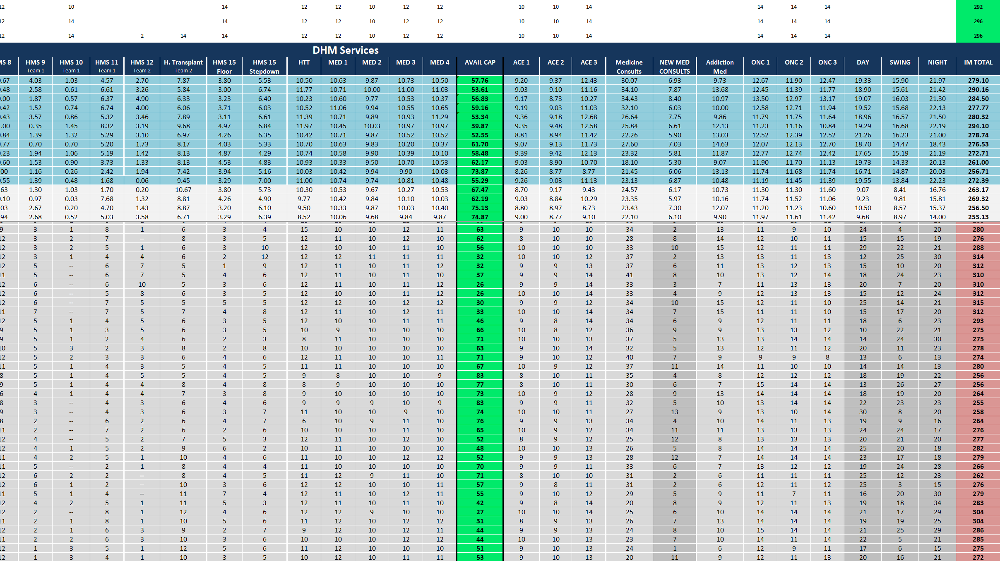 12 10 14 12 12 10 12 12 10 10 14 14 14 14 292
12 14 14 12 12 10 12 12 10 10 14 14 14 14 296
12 14 2 14 14 12 12 10 12 12 10 10 14 14 14 14 296
DHM Services
MS 8 HMS 9 HMS 10 HMS 11 HMS 12 H. Transplant HMS 15 HMS 15 HTT MED 1 MED 2 MED 3 MED 4 AVAIL CAP ACE 1 ACE 2 ACE 3 Medicine NEW MED Addiction ONC 1 ONC 2 ONC 3 DAY SWING NIGHT IM TOTAL
Team 1 Team 1 Team 1 Team 2 Team 2 Floor Stepdown Consults CONSULTS Med
.67 4.03 1.03 4.57 2.70 7.87 3.80 5.53 10.50 10.63 9.87 10.73 10.50 57.76 9.20 9.37 12.43 30.07 6.93 9.73 12.67 11.90 12.47 19.33 15.90 21.97 279.10
.48 2.58 0.61 6.61 3.26 5.84 3.00 6.74 11.77 10.71 10.00 11.00 11.03 53.61 9.03 9.10 11.16 34.10 7.87 13.68 12.45 11.39 11.77 18.90 15.61 21.42 290.16
.00 1.87 0.57 6.37 4.90 6.33 3.23 6.40 10.23 10.60 9.77 10.53 10.37 56.83 9.17 8.73 10.27 34.43 8.40 10.97 13.50 12.97 13.17 19.07 16.03 21.30 284.50
.42 1.52 0.74 6.74 4.00 6.06 3.71 6.03 10.52 11.06 9.94 10.55 10.65 59.16 9.19 9.03 11.03 32.10 6.03 10.00 12.58 12.71 11.94 19.52 15.68 22.13 277.77
.43 3.57 0.86 5.32 3.46 7.89 3.11 6.61 11.39 10.71 9.89 10.93 11.29 53.34 9.36 9.18 12.68 26.64 7.75 9.86 11.79 11.75 11.64 18.96 16.57 21.50 280.32
.00 0.35 1.45 8.32 3.19 9.68 4.97 6.84 11.97 10.45 10.03 10.97 10.97 39.87 9.35 9.48 12.58 25.84 6.61 12.13 11.23 11.16 10.84 19.29 16.68 22.19 294.10
.84 1.39 1.32 5.29 3.10 6.97 4.26 6.35 10.42 10.71 9.87 10.52 10.52 52.55 8.81 8.94 11.42 22.26 5.90 13.03 12.52 12.39 12.52 21.26 16.23 21.00 278.74
.77 0.70 0.70 5.20 1.73 8.17 4.03 5.33 10.70 10.63 9.83 10.20 10.37 61.70 9.07 9.13 11.73 27.60 7.03 14.63 12.07 12.13 12.70 18.70 14.47 18.43 276.53
.23 1.94 1.06 5.19 1.42 8.13 4.87 4.29 10.74 10.58 9.90 10.39 10.10 58.48 9.39 9.42 12.13 23.32 5.81 11.87 12.77 12.74 12.42 17.65 15.19 21.19 272.71
.60 1.53 0.90 3.73 1.33 8.13 4.53 4.83 10.93 10.33 9.50 10.70 10.53 62.17 9.03 8.90 10.70 18.10 5.30 9.07 11.90 11.70 11.13 19.73 14.33 20.13 261.00
00 1.16 0.26 2.42 1.94 7.42 3.94 5.16 10.03 10.42 9.94 9.90 10.03 73.87 8.26 8.77 8.77 21.45 6.06 13.13 11.74 11.68 11.74 16.71 14.87 20.03 256.71
.55 1.39 0.48 1.68 0.06 9.45 3.29 7.00 11.00 10.74 9.74 10.81 10.48 55.29 9.26 9.03 11.13 23.13 6.87 10.48 11.19 11.45 11.39 19.55 13.84 22.23 272.39
63 1.30 1.03 1.70 0.20 10.67 3.80 5.73 10.30 10.53 9.67 10.27 10.53 67.47 8.70 9.17 9.43 24.57 6.17 10.73 11.30 11.30 11.60 9.07 8.41 16.76 263.17
.10 0.97 0.03 7.68 1.32 8.81 4.26 4.90 9.77 10.42 9.84 10.10 10.03 62.19 9.03 8.84 10.29 23.35 5.97 10.16 11.74 11.52 11.06 9.23 9.81 15.81 269.32
03 2.67 0.20 4.70 1.43 8.87 3.20 6.10 9.50 10.33 9.87 10.03 10.40 75.13 8.80 8.97 8.73 23.43 7.30 12.07 11.20 11.23 10.60 10.50 8.57 15.37 256.50
94 2.68 0.52 5.03 3.58 6.71 3.29 6.39 8.52 10.06 9.68 9.84 9.87 74.87 9.00 8.77 9.10 22.10 6.10 9.90 11.97 11.61 11.42 9.68 8.97 14.00 253.13
9 3 1 8 1 6 3 4 15 10 10 12 11 63 9 10 10 34 2 13 11 9 10 24 4 20 280
12 3 2 7 -- 8 3 5 12 11 10 12 10 62 8 10 10 28 8 14 12 10 11 15 15 19 276
12 3 2 5 1 6 3 10 12 10 10 11 10 56 10 10 10 33 10 15 12 11 11 29 22 21 288
12 3 1 4 4 6 2 12 12 12 11 11 11 32 10 10 12 37 2 13 13 11 13 12 25 30 314
12 5 -- 6 7 5 1 9 12 11 10 11 12 32 9 9 13 37 6 11 13 12 13 15 10 20 312
11 5 -- 6 7 5 4 6 12 11 10 11 10 37 9 9 14 41 8 10 13 12 14 18 24 23 310
12 6 -- 6 10 5 3 6 12 11 10 11 12 26 9 9 14 33 3 7 11 13 13 20 7 20 310
12 6 -- 5 8 6 3 5 12 10 10 11 12 26 10 10 14 33 4 9 12 13 13 15 12 24 312
12 6 -- 7 5 5 5 5 12 12 10 12 12 30 9 9 12 34 10 15 12 11 10 25 14 21 315
11 7 -- 7 5 7 4 8 12 11 10 12 11 33 10 10 14 34 7 15 11 11 10 15 17 20 312
12 5 1 4 5 6 3 5 12 10 10 11 11 46 9 8 14 34 6 9 12 11 11 18 6 23 293
9 5 1 3 5 6 3 5 10 9 10 10 10 66 10 8 12 36 9 9 13 13 12 10 22 21 275
9 5 1 2 4 6 2 3 8 11 10 10 10 71 10 10 13 37 5 13 13 14 14 14 24 30 275
10 5 3 2 3 8 2 8 10 10 10 10 10 63 9 10 14 32 5 13 12 11 12 20 11 23 278
12 5 2 3 3 6 4 6 12 11 10 10 11 71 9 10 12 40 7 9 9 9 8 13 6 13 274
11 5 1 4 3 5 4 5 11 11 10 10 10 67 10 9 12 37 11 14 11 10 10 14 14 13 280
8 5 1 4 5 5 4 5 9 8 10 10 9 83 8 10 11 35 4 8 12 12 12 18 19 22 256
9 5 1 4 4 8 4 8 8 9 10 10 10 77 8 10 11 30 6 7 15 14 14 13 26 27 256
6 4 1 4 4 7 3 8 9 10 10 10 10 73 10 9 12 28 9 13 13 14 14 18 19 20 264
8 3 -- 4 3 6 4 6 9 9 9 10 9 83 9 9 11 32 5 10 13 14 14 22 23 23 255
9 3 -- 4 3 6 3 7 11 10 10 9 10 74 10 10 11 27 13 9 13 10 14 30 8 20 258
8 2 -- 6 2 6 4 7 6 10 9 11 10 76 9 9 13 34 4 10 14 11 13 19 9 16 264
11 2 -- 7 2 6 2 6 10 10 10 11 10 65 10 9 12 34 11 11 13 13 13 24 24 17 276
12 4 -- 5 2 7 5 3 12 11 10 12 10 52 8 9 12 25 12 8 13 13 13 20 21 20 277
12 4 1 5 2 9 6 2 10 11 10 10 10 48 10 10 13 26 5 8 14 14 14 25 20 18 282
11 4 2 5 1 10 4 6 11 10 10 12 12 52 9 9 13 28 12 7 14 14 14 23 17 18 279
11 5 -- 2 1 8 4 4 11 10 10 10 10 70 9 9 11 33 6 7 13 12 12 19 24 28 266
12 6 2 2 -- 8 4 5 11 12 9 11 10 71 8 10 10 31 2 6 11 11 11 25 12 23 262
12 6 1 2 -- 10 3 6 12 12 10 10 11 57 9 8 11 31 2 6 12 11 12 25 3 15 276
11 5 1 4 -- 11 7 4 12 11 10 12 11 55 9 10 12 29 5 9 11 7 11 16 20 30 279
12 4 2 5 1 11 5 3 12 11 10 11 10 42 9 8 14 20 8 9 12 11 13 19 18 34 283
12 2 -- 8 1 12 4 6 12 12 9 10 10 27 10 10 14 25 6 10 14 14 14 21 17 29 304
11 2 1 8 1 10 5 6 11 12 10 12 12 31 8 9 13 26 7 13 14 14 14 19 19 25 304
12 2 1 6 3 9 2 7 9 12 10 12 11 44 9 9 13 24 8 10 15 14 14 21 25 29 286
11 2 2 6 3 10 3 6 10 10 10 12 12 44 10 10 13 23 7 10 14 11 14 22 5 21 285
12 1 3 5 1 12 5 6 11 12 10 10 10 51 9 10 13 24 1 6 12 9 11 17 6 15 275
12 1 3 4 1 10 3 5 10 12 10 11 11 53 9 10 13 20 11 9 12 11 13 20 16 21 272